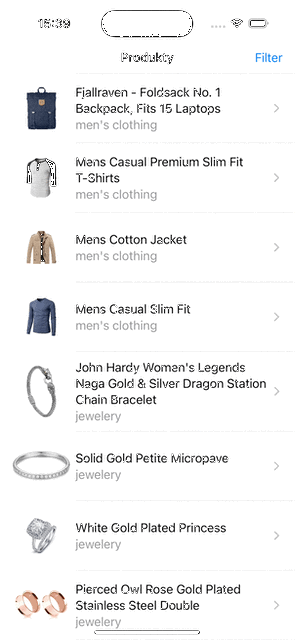 15:39
Produkty
Filter
Fjallraven - Foldsack No. 1
Backpack, Fits 15 Laptops
men's clothing
Mens Casual Premium Slim Fit
T-Shirts
men's clothing
Mens Cotton Jacket
men's clothing
Mens Casual Slim Fit
men's clothing
John Hardy Women's Legends
Naga Gold & Silver Dragon Station
Chain Bracelet
jewelery
Solid Gold Petite Micropave
jewelery
White Gold Plated Princess
jewelery
Pierced Owl Rose Gold Plated
Stainless Steel Double
jewelery